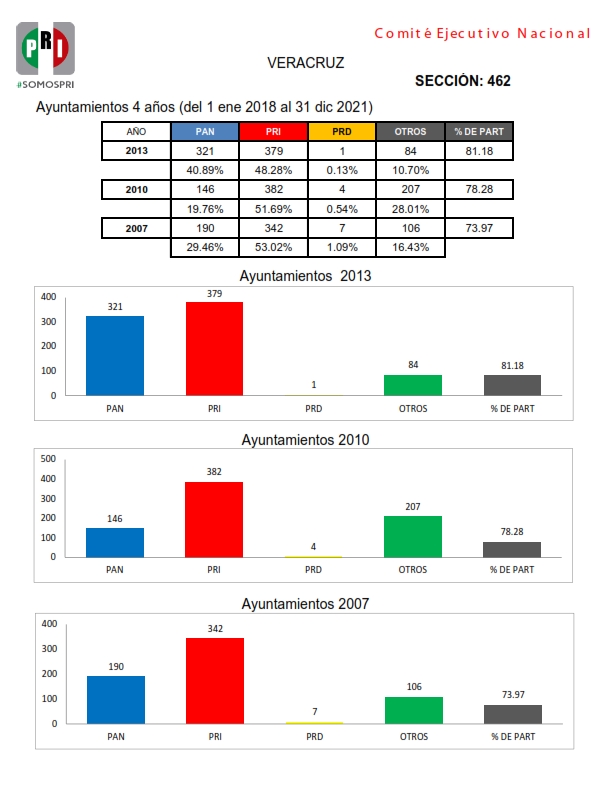 PRI
#SOMOSPRI
Comité Ejecutivo Nacional
VERACRUZ
SECCIÓN: 462
Ayuntamientos 4 años (del 1 ene 2018 al 31 dic 2021)
AÑO PAN PRI PRD OTROS % DE PART
2013 321 379 1 84 81.18
40.89% 48.28% 0.13% 10.70%
2010 146 382 4 207 78.28
19.76% 51.69% 0.54% 28.01%
2007 190 342 7 106 73.97
29.46% 53.02% 1.09% 16.43%
Ayuntamientos 2013
400
300
200
100
0
321 379 1 84 81.18
PAN PRI PRD OTROS % DE PART
Ayuntamientos 2010
500
400
300
200
100
0
146 382 4 207 78.28
PAN PRI PRD OTROS % DE PART
Ayuntamientos 2007
400
300
200
100
0
190 342 7 106 73.97
PAN PRI PRD OTROS % DE PART